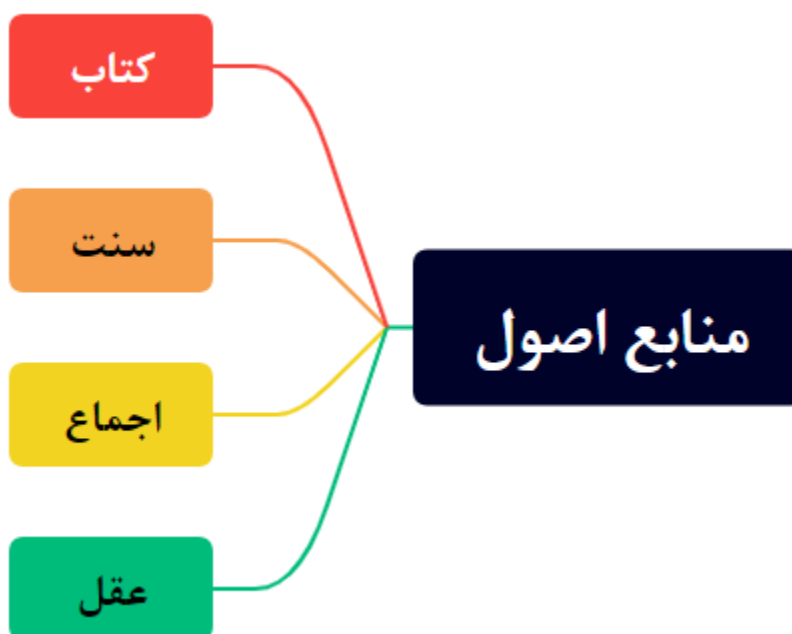 منابع اصول
کتاب
سنت
اجماع
عقل